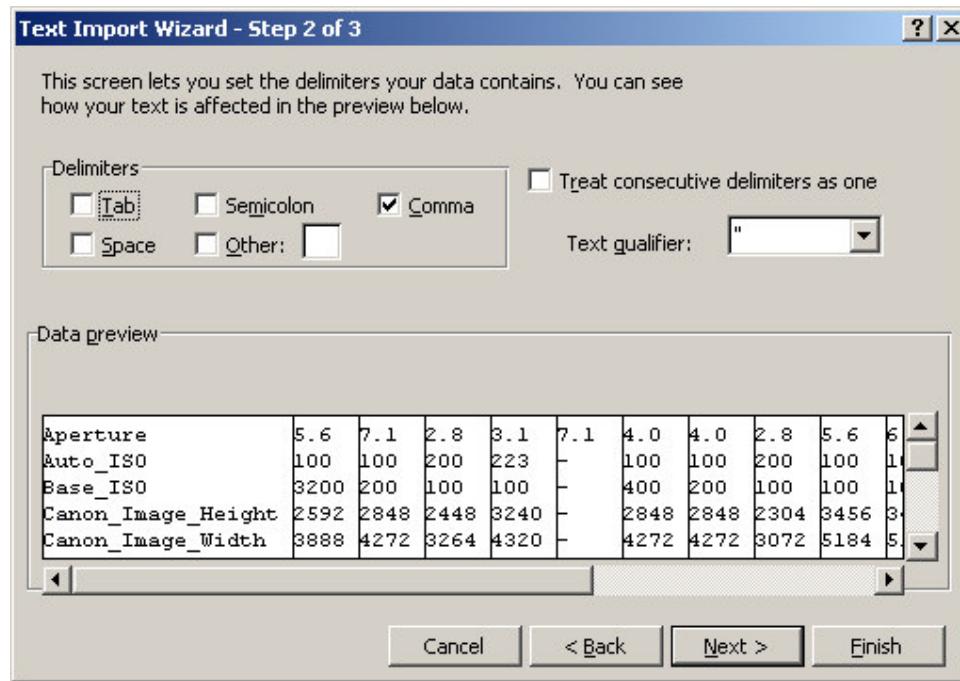 Text Import Wizard - Step 2 of 3
This screen lets you set the delimiters your data contains. You can see
how your text is affected in the preview below.
Delimiters
Tab Semicolon Comma
Space Other:
Treat consecutive delimiters as one
Text qualifier: "
Data preview
Aperture 5.6 7.1 2.8 3.1 7.1 4.0 4.0 2.8 5.6 6
Auto_ISO 100 100 200 223 - 100 100 200 100
Base_ISO 3200 200 100 100 - 400 200 100 100
Canon_Image_Height 2592 2848 2448 3240 - 2848 2848 2304 3456
Canon_Image_Width 3888 4272 3264 4320 - 4272 4272 3072 5184
Cancel < Back Next > Finish